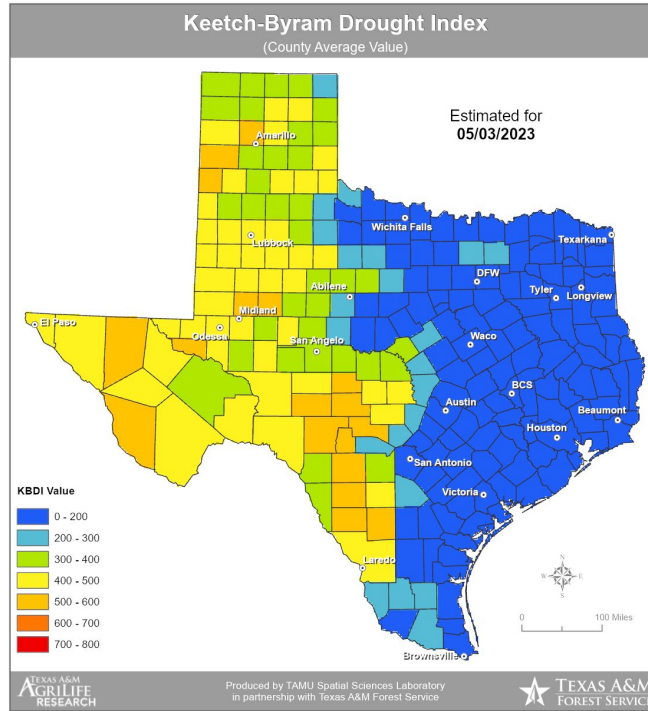 Keetch-Byram Drought Index
(County Average Value)
Estimated for
05/03/2023
Amarillo
Wichita Falls
Texarkana
Lubbock
DFW
Tyler
Longview
Abilene
Midland
El Paso
Odessa
San Angelo
Waco
BCS
Austin
Beaumont
Houston
San Antonio
Victoria
Laredo
Brownsville
KBDI Value
0 - 200
200 - 300
300 - 400
400 - 500
500 - 600
600 - 700
700 - 800
N
W E
S
0 100 Miles
TEXAS A&M
AGRILIFE
RESEARCH
Produced by TAMU Spatial Sciences Laboratory
in partnership with Texas A&M Forest Service
TEXAS A&M
FOREST SERVICE